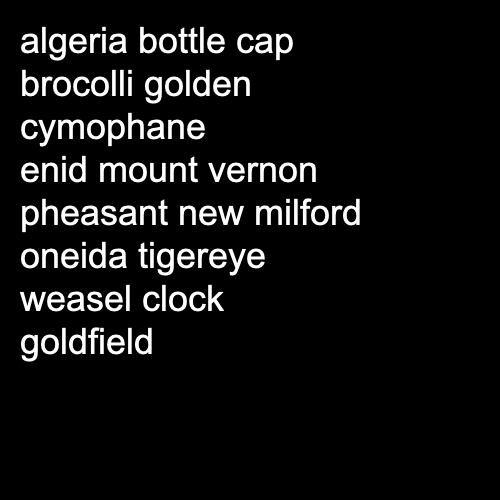 algeria bottle cap
brocolli golden
cymophane
enid mount vernon
pheasant new milford
oneida tigereye
weasel clock
goldfield